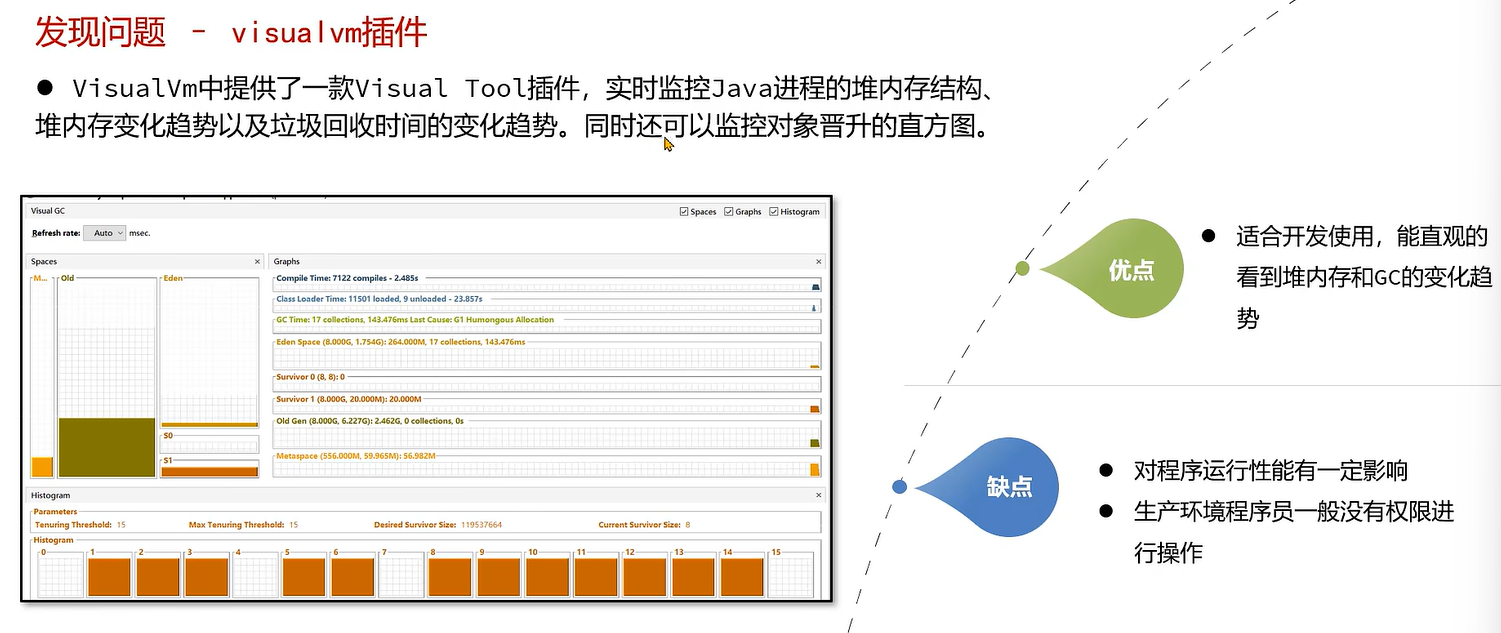 发现问题 - visualvm插件
● VisualVm中提供了一款Visual Tool插件，实时监控Java进程的堆内存结构、
堆内存变化趋势以及垃圾回收时间的变化趋势。同时还可以监控对象晋升的直方图。
Visual GC
Spaces Graphs Histogram
Refresh rate: Auto msec.
Spaces
M... Old Eden
S0
S1
Graphs
Compile Time: 7122 compiles - 2.485s
Class Loader Time: 11501 loaded, 9 unloaded - 23.857s
GC Time: 17 collections, 143.476ms Last Cause: G1 Humongous Allocation
Eden Space (8.000G, 1.754G): 264.000M, 17 collections, 143.476ms
Survivor 0 (8, 8): 0
Survivor 1 (8.000G, 20.000M): 20.000M
Old Gen (8.000G, 6.227G): 2.462G, 0 collections, 0s
Metaspace (556.000M, 59.965M): 56.982M
Histogram
Parameters
Tenuring Threshold: 15 Max Tenuring Threshold: 15 Desired Survivor Size: 119537664 Current Survivor Size: 8
Histogram
0 1 2 3 4 5 6 7 8 9 10 11 12 13 14 15
优点
● 适合开发使用，能直观的
看到堆内存和GC的变化趋
势
缺点
● 对程序运行性能有一定影响
● 生产环境程序员一般没有权限进
行操作